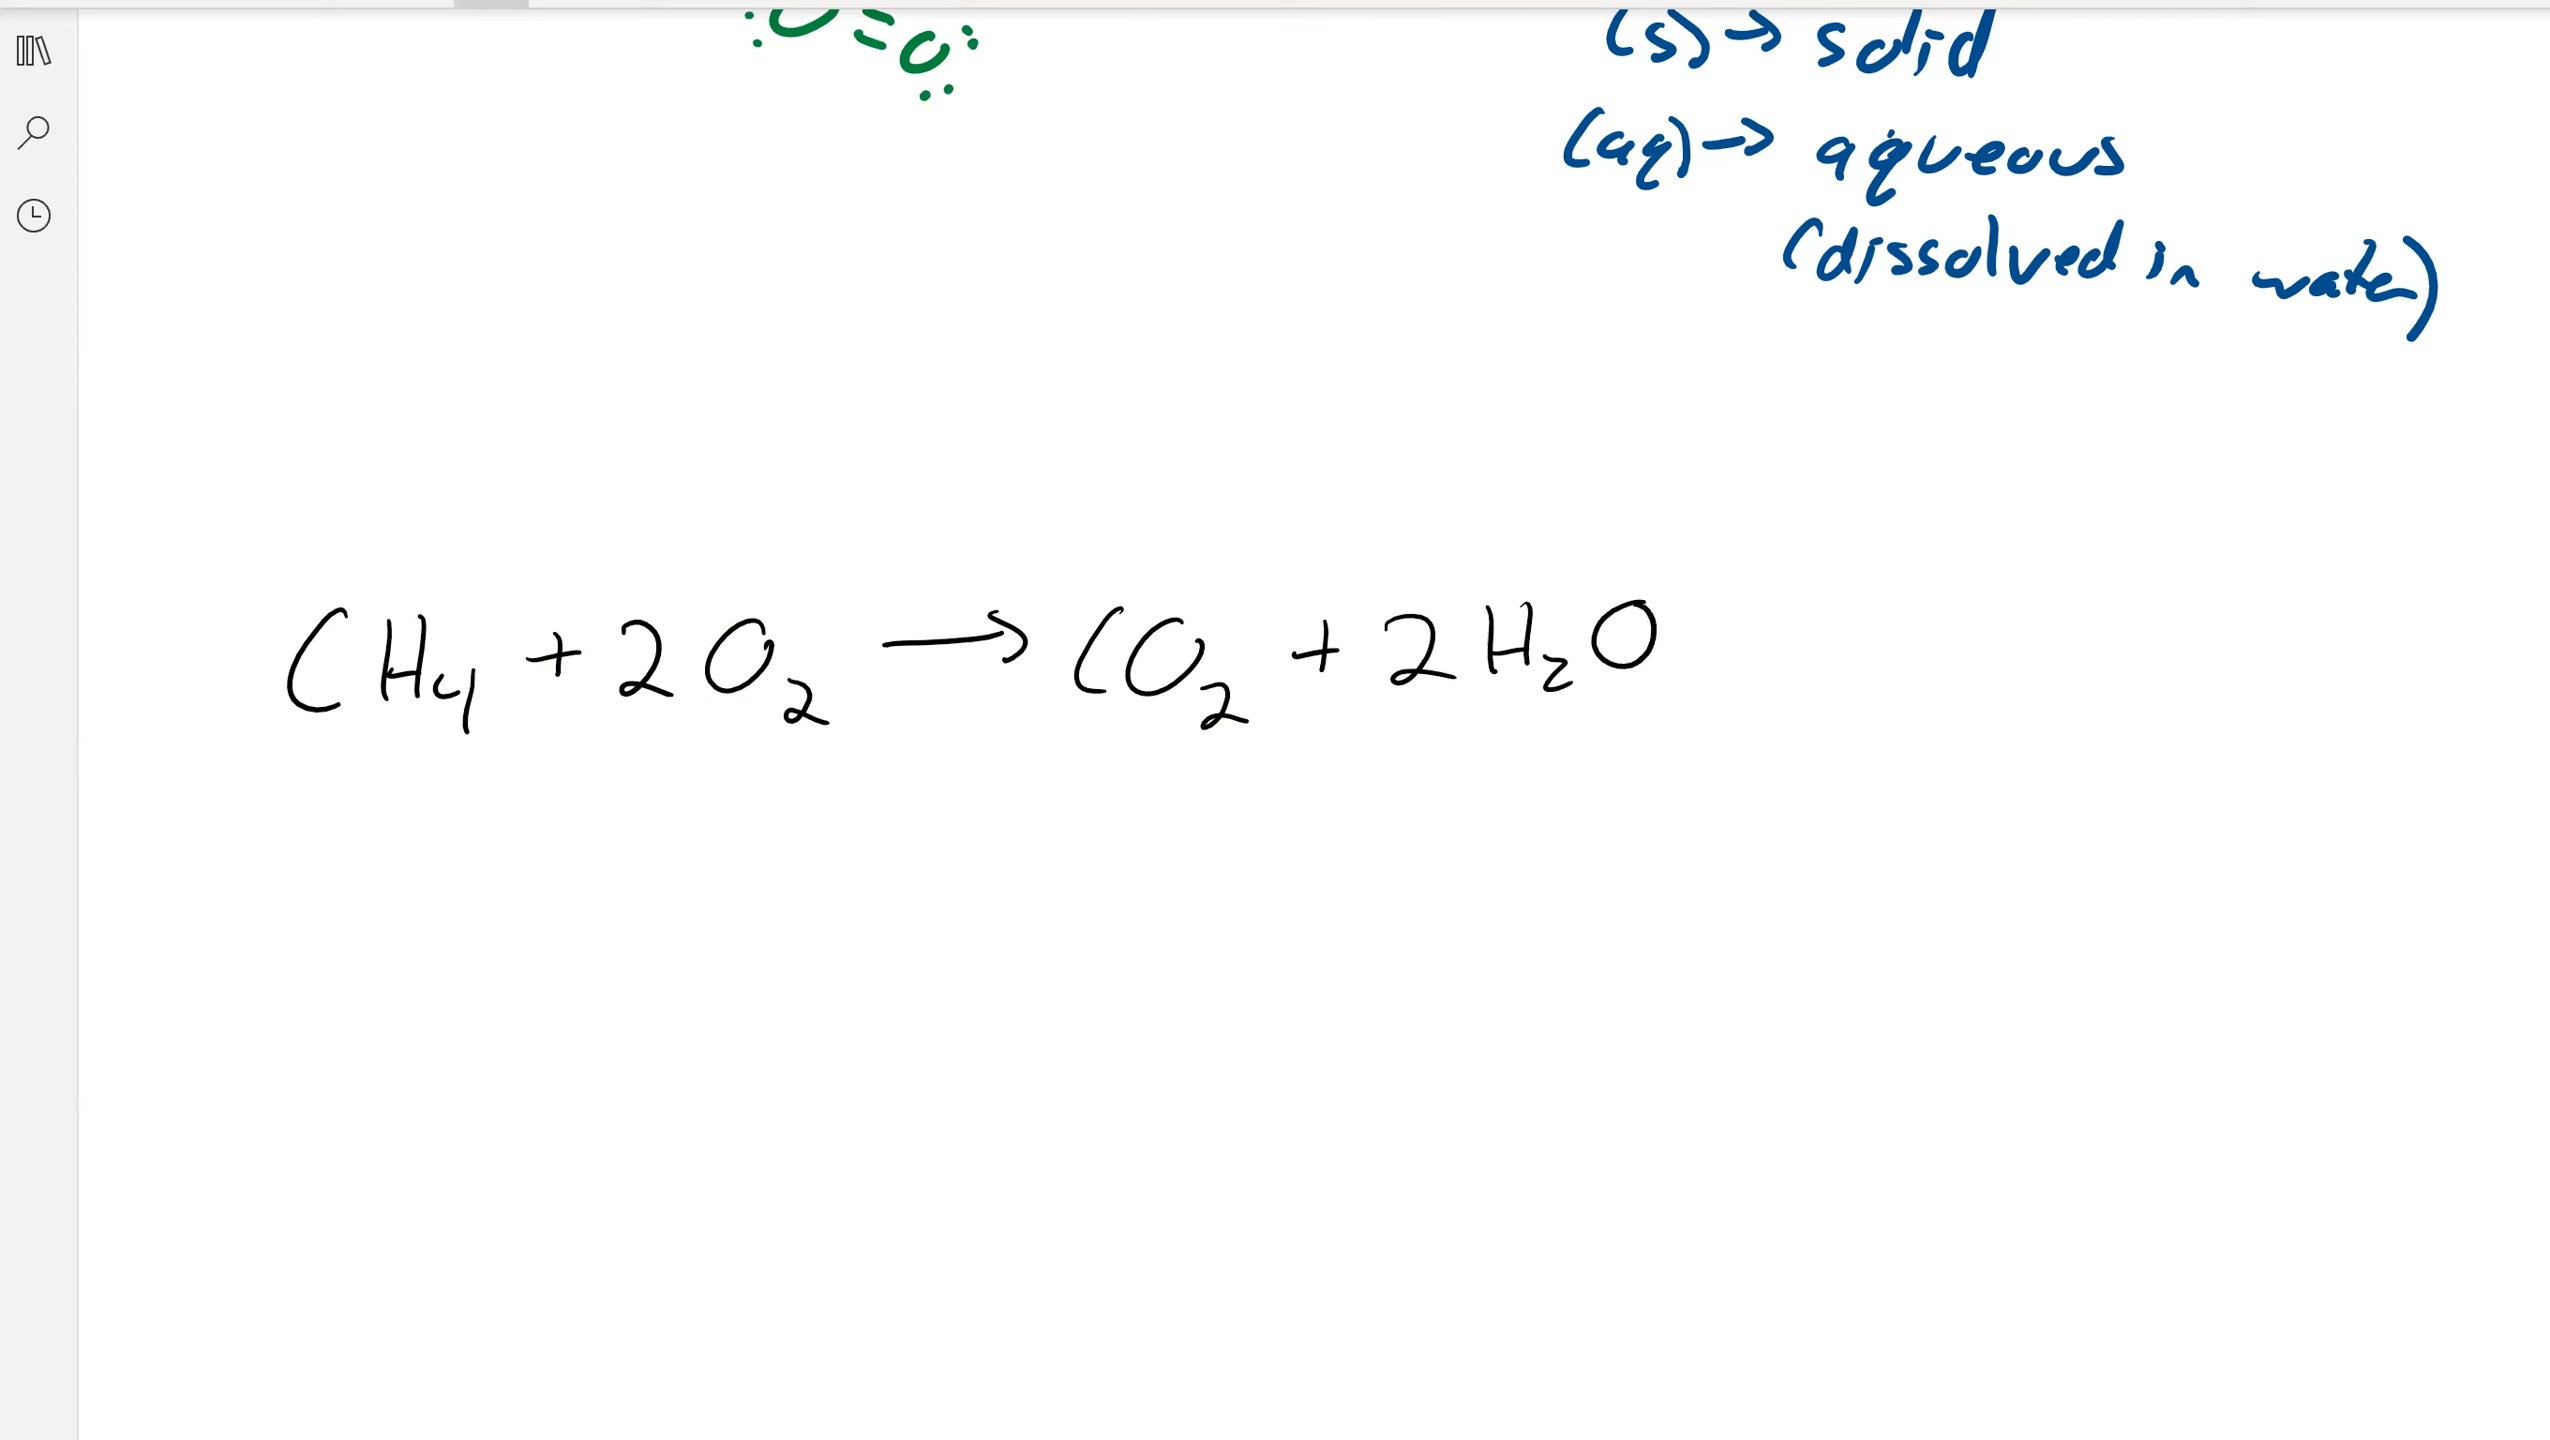 :O=O:
(s) → solid
(aq) → aqueous
(dissolved in water)
CH₄ + 2O₂ → CO₂ + 2H₂O